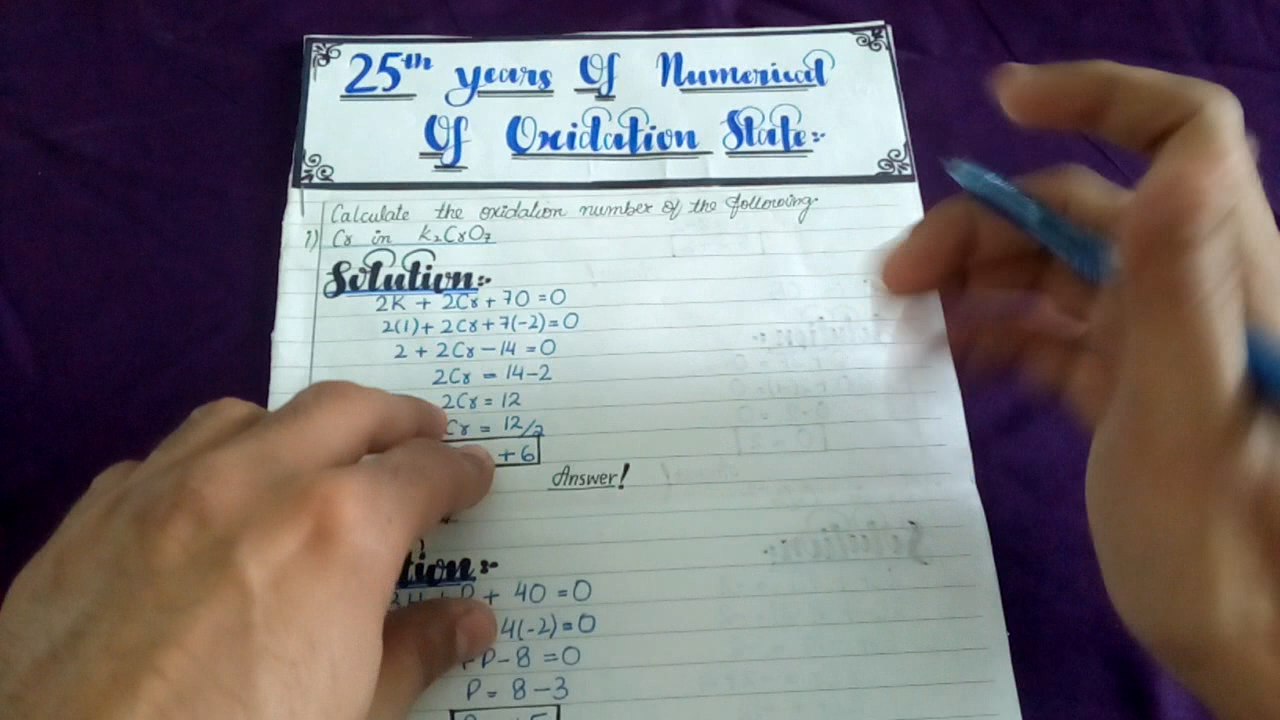 25th years Of Numerical
Of Oxidation State:-
Calculate the oxidation number of the following
i) Cr in K₂CrO₇
Solution:-
2K + 2Cr + 7O = 0
2(1) + 2Cr + 7(-2) = 0
2 + 2Cr - 14 = 0
2Cr = 14 - 2
2Cr = 12
Cr = 12/2
+6
Answer!
+ 4O = 0
4(-2) = 0
P - 8 = 0
P = 8 - 3